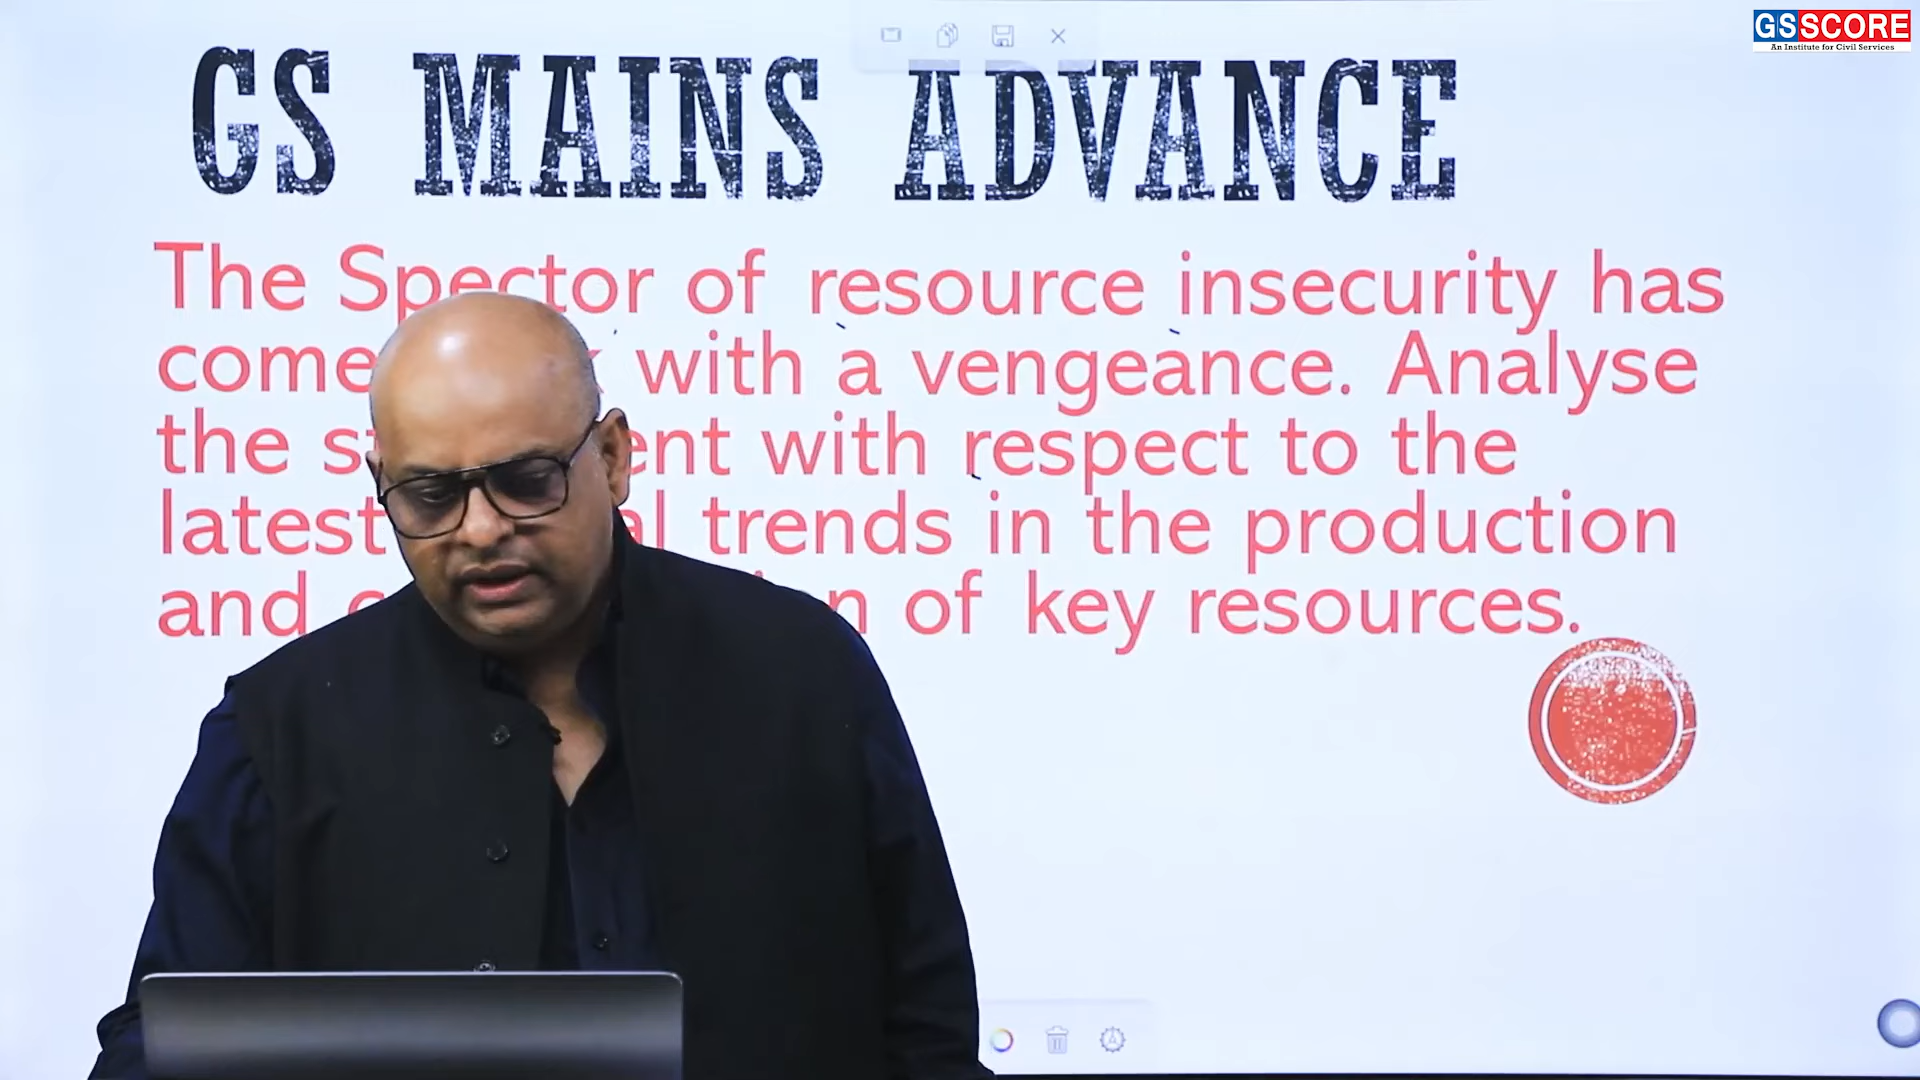 GSSCORE
An Institute for Civil Services
GS MAINS ADVANCE
The Spector of resource insecurity has
with a vengeance. Analyse
the with respect to the
latest trends in the production
and of key resources.